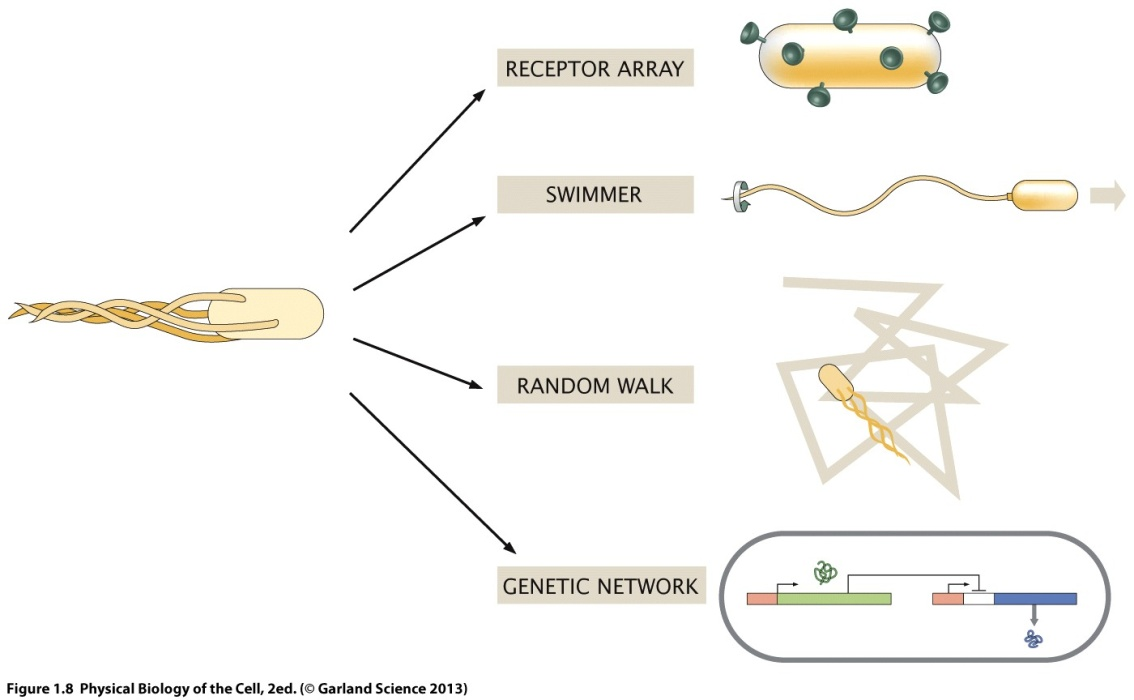 RECEPTOR ARRAY
SWIMMER
RANDOM WALK
GENETIC NETWORK
Figure 1.8 Physical Biology of the Cell, 2ed. (© Garland Science 2013)